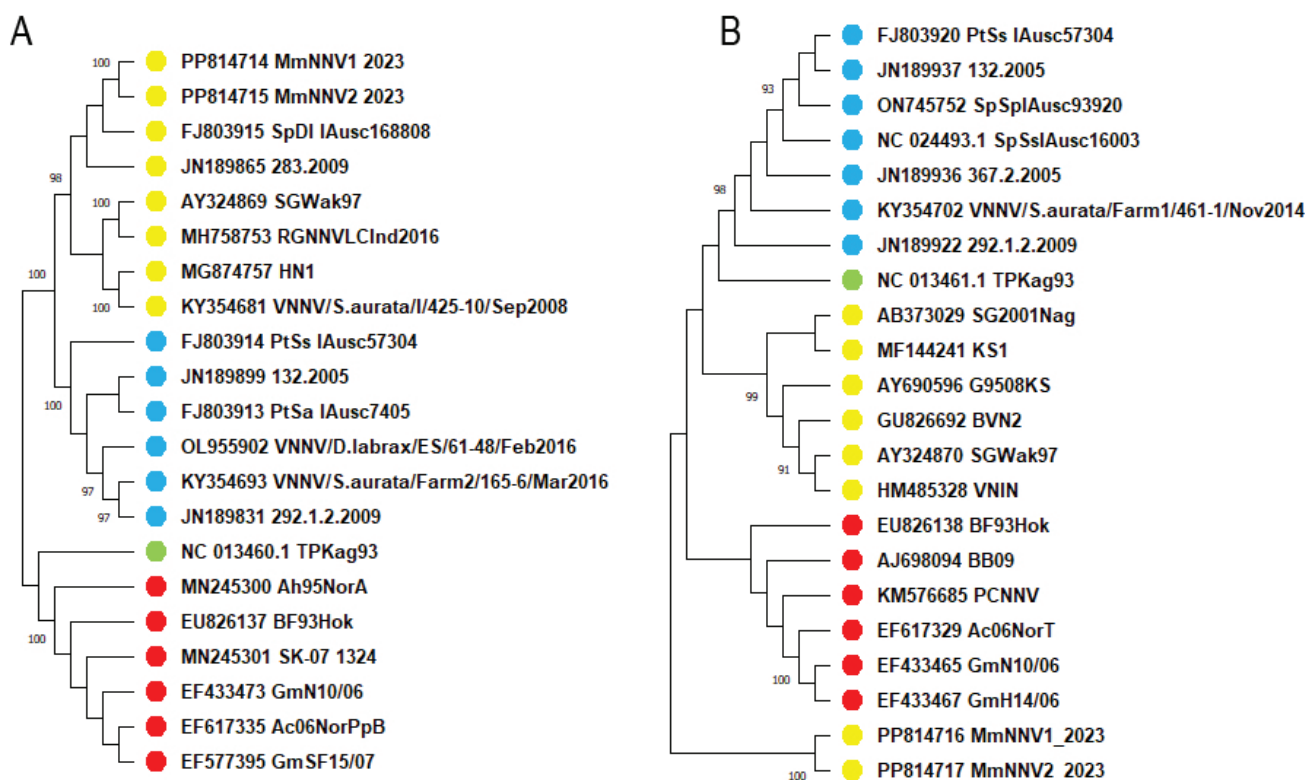 A
100
PP814714 MmNNV1 2023
PP814715 MmNNV2 2023
FJ803915 SpDl IAusc168808
JN189865 283.2009
98
100
AY324869 SGWak97
MH758753 RGNNVLCInd2016
MG874757 HN1
100
100
KY354681 VNNV/S.aurata/I/425-10/Sep2008
FJ803914 PtSs IAusc57304
JN189899 132.2005
100
FJ803913 PtSa IAusc7405
OL955902 VNNV/D.labrax/ES/61-48/Feb2016
KY354693 VNNV/S.aurata/Farm2/165-6/Mar2016
97
97
JN189831 292.1.2.2009
NC 013460.1 TPKag93
MN245300 Ah95NorA
EU826137 BF93Hok
100
MN245301 SK-07 1324
EF433473 GmN10/06
EF617335 Ac06NorPpB
EF577395 GmSF15/07
B
FJ803920 PtSs IAusc57304
JN189937 132.2005
93
ON745752 SpSpIAusc93920
NC 024493.1 SpSsIAusc16003
JN189936 367.2.2005
98
KY354702 VNNV/S.aurata/Farm1/461-1/Nov2014
JN189922 292.1.2.2009
NC 013461.1 TPKag93
AB373029 SG2001Nag
MF144241 KS1
AY690596 G9508KS
99
GU826692 BVN2
AY324870 SGWak97
91
HM485328 VNIN
EU826138 BF93Hok
AJ698094 BB09
KM576685 PCNNV
EF617329 Ac06NorT
EF433465 GmN10/06
100
EF433467 GmH14/06
PP814716 MmNNV1_2023
PP814717 MmNNV2 2023
100